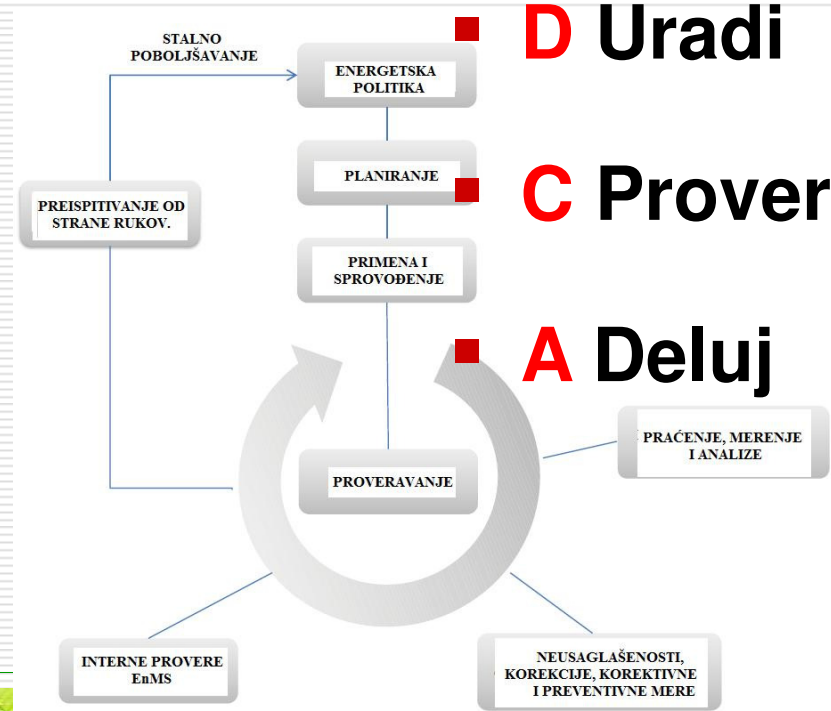 STALNO
POBOLJŠAVANJE
ENERGETSKA
POLITIKA
D Uradi
PLANIRANJE
C Prover
PREISPITIVANJE OD
STRANE RUKOV.
PRIMENA I
SPROVOĐENJE
A Deluj
PRAĆENJE, MERENJE
I ANALIZE
PROVERAVANJE
INTERNE PROVERE
EnMS
NEUSAGLAŠENOSTI,
KOREKCIJE, KOREKTIVNE
I PREVENTIVNE MERE